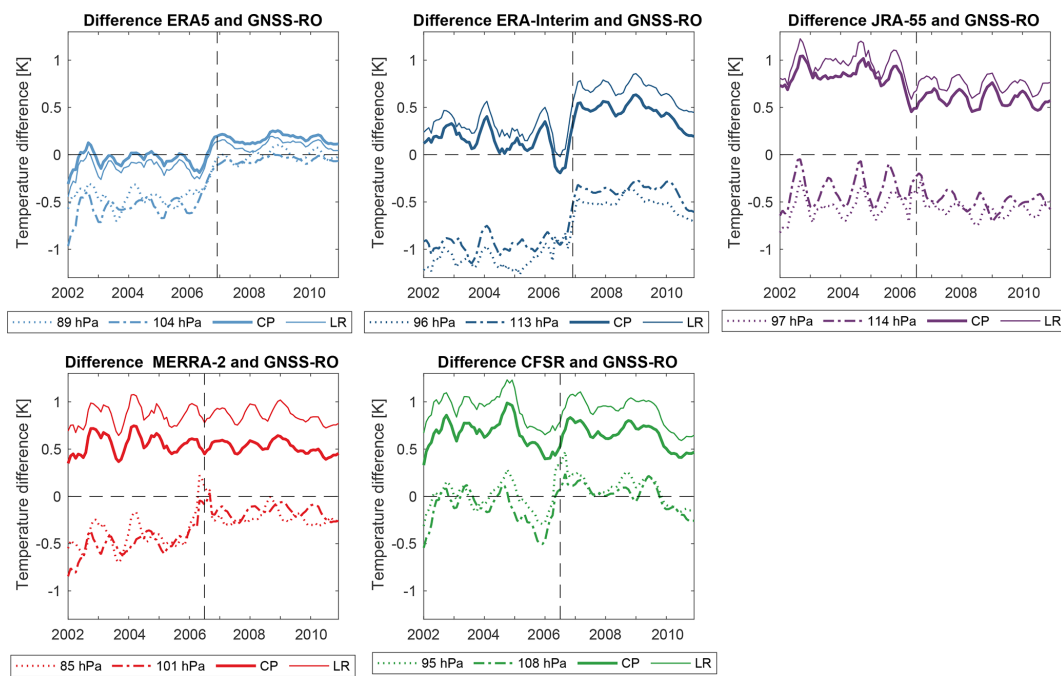 Difference ERA5 and GNSS-RO
Temperature difference [K]
1
0.5
0
-0.5
-1
2002 2004 2006 2008 2010
89 hPa 104 hPa CP LR
Difference ERA-Interim and GNSS-RO
Temperature difference [K]
1
0.5
0
-0.5
-1
2002 2004 2006 2008 2010
96 hPa 113 hPa CP LR
Difference JRA-55 and GNSS-RO
Temperature difference [K]
1
0.5
0
-0.5
-1
2002 2004 2006 2008 2010
97 hPa 114 hPa CP LR
Difference MERRA-2 and GNSS-RO
Temperature difference [K]
1
0.5
0
-0.5
-1
2002 2004 2006 2008 2010
85 hPa 101 hPa CP LR
Difference CFSR and GNSS-RO
Temperature difference [K]
1
0.5
0
-0.5
-1
2002 2004 2006 2008 2010
95 hPa 108 hPa CP LR